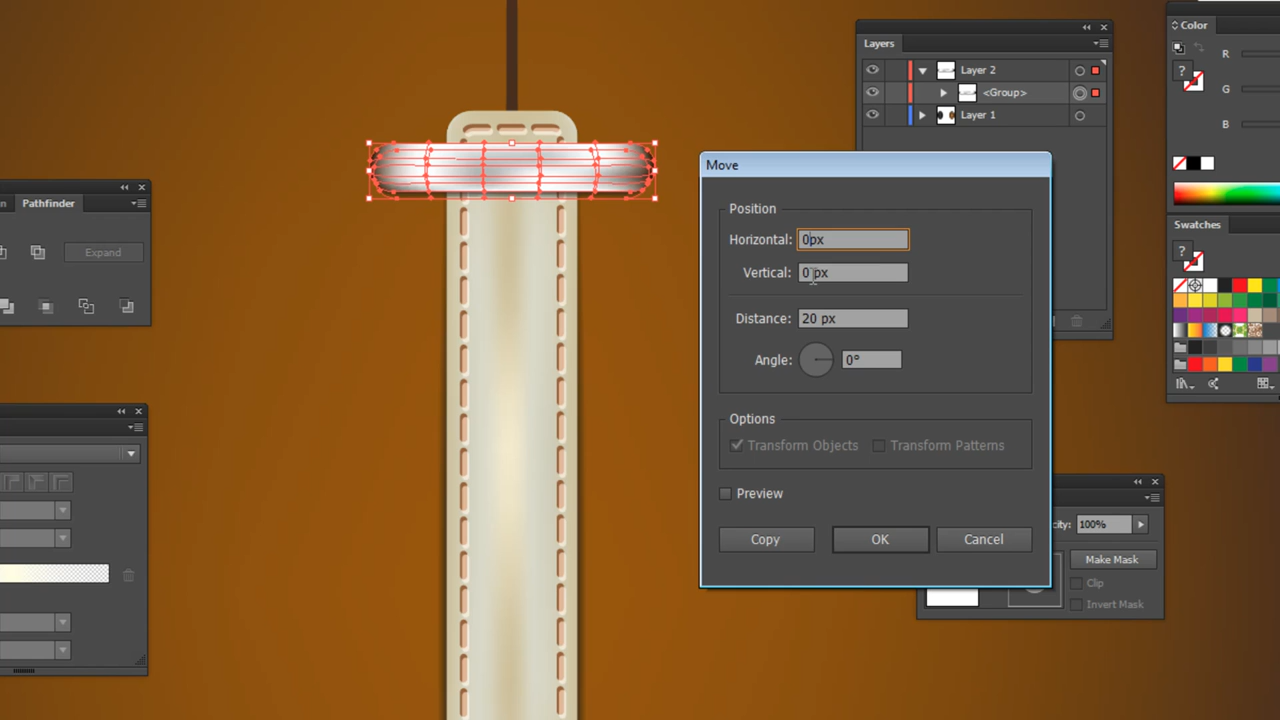 Layers
Layer 2
<Group>
Layer 1
Color
R
G
B
Pathfinder
Expand
Move
Position
Horizontal: 0px
Vertical: 0 px
Distance: 20 px
Angle: 0°
Options
Transform Objects Transform Patterns
Preview
Copy OK Cancel
Swatches
?
?
city: 100%
Make Mask
Clip
Invert Mask